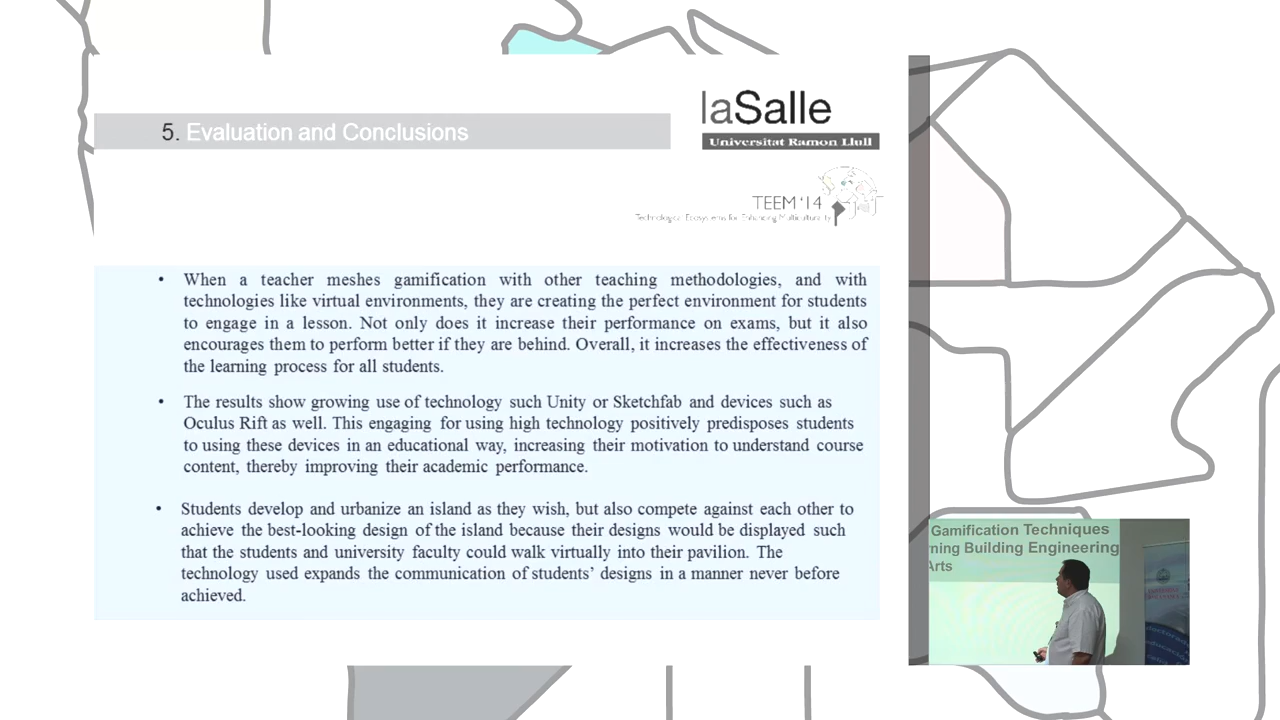 5. Evaluation and Conclusions
laSalle
Universitat Ramon Llull
TEEM '14
Technological Ecosystems for Enhancing Multiculturality
• When a teacher meshes gamification with other teaching methodologies, and with
technologies like virtual environments, they are creating the perfect environment for students
to engage in a lesson. Not only does it increase their performance on exams, but it also
encourages them to perform better if they are behind. Overall, it increases the effectiveness of
the learning process for all students.
• The results show growing use of technology such Unity or Sketchfab and devices such as
Oculus Rift as well. This engaging for using high technology positively predisposes students
to using these devices in an educational way, increasing their motivation to understand course
content, thereby improving their academic performance.
• Students develop and urbanize an island as they wish, but also compete against each other to
achieve the best-looking design of the island because their designs would be displayed such
that the students and university faculty could walk virtually into their pavilion. The
technology used expands the communication of students’ designs in a manner never before
achieved.
Gamification Techniques
ning Building Engineering
Arts